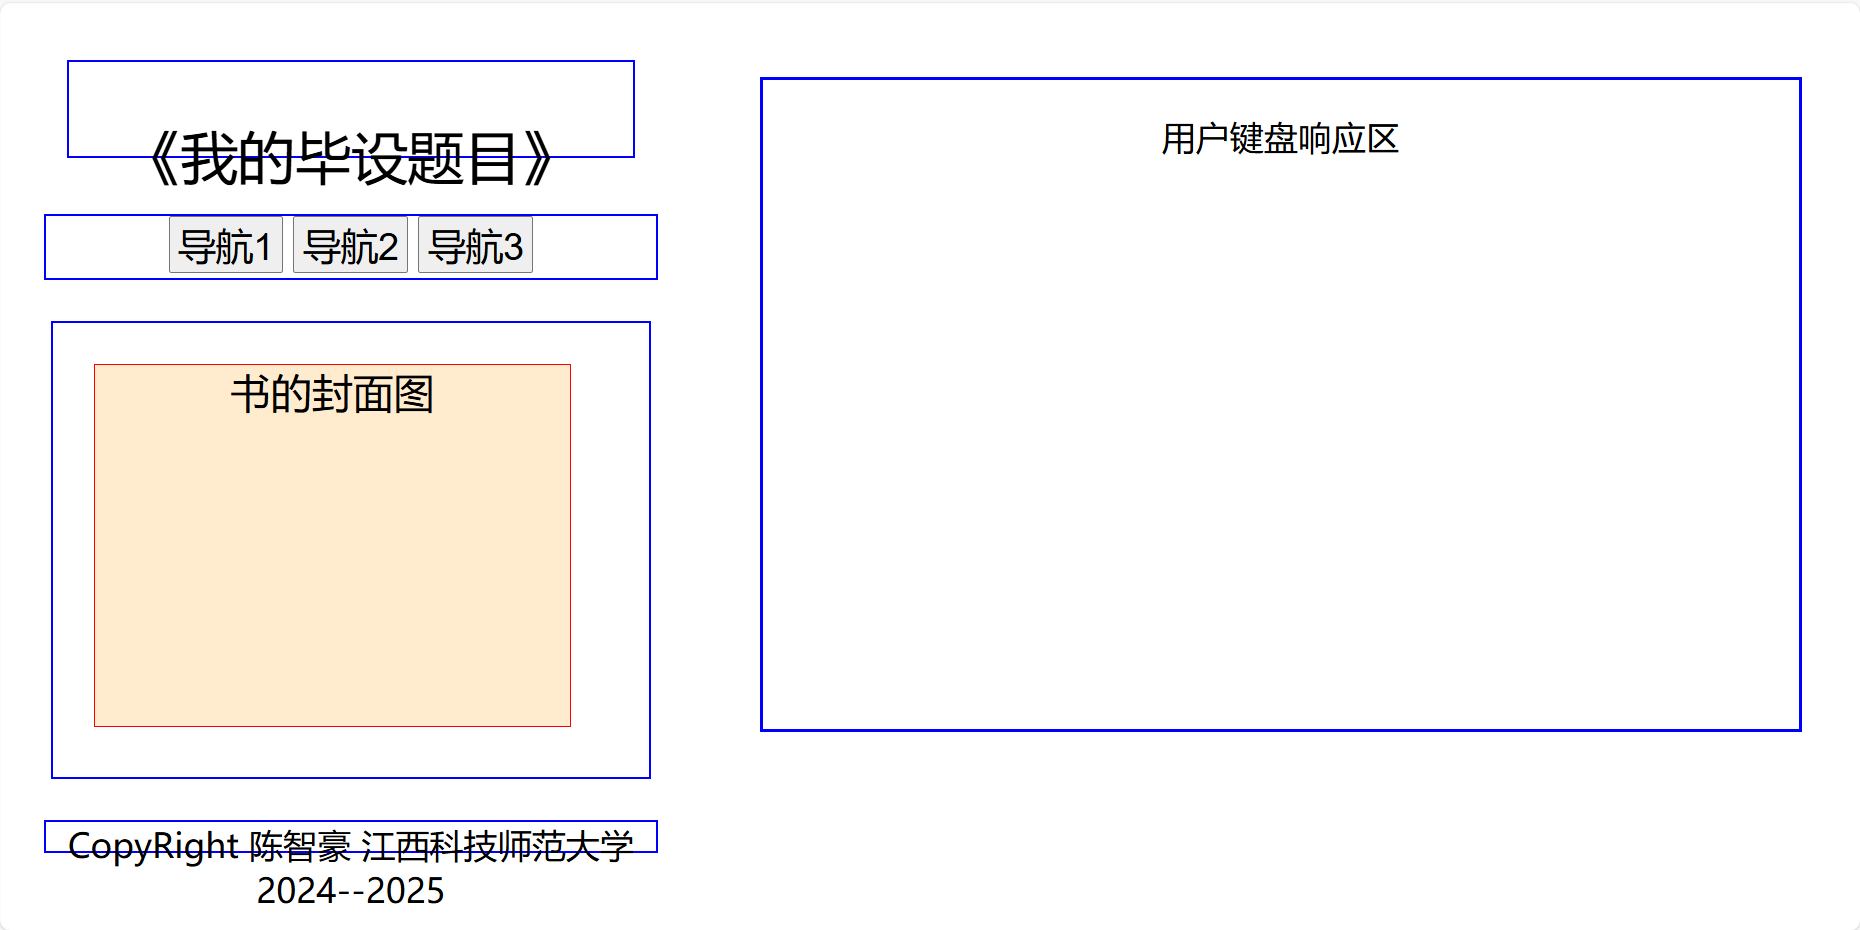 《我的毕设题目》
导航1 导航2 导航3
书的封面图
CopyRight 陈智豪 江西科技师范大学
2024--2025
用户键盘响应区